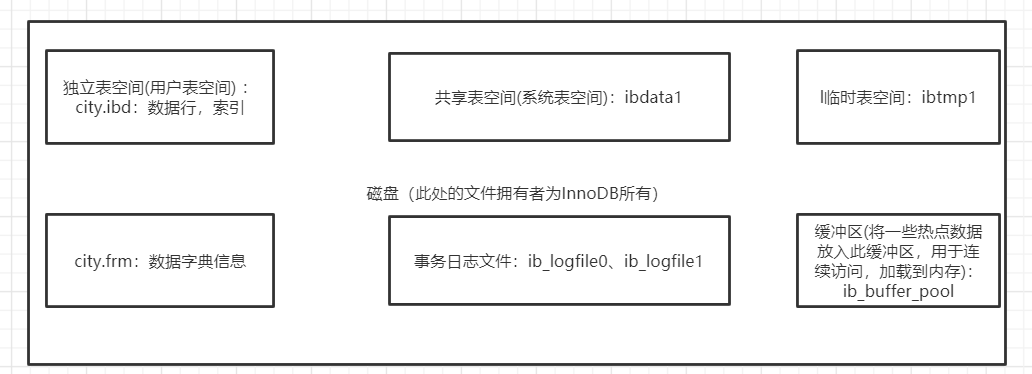 独立表空间(用户表空间)：
city.ibd：数据行，索引
共享表空间(系统表空间)：ibdata1
l临时表空间：ibtmp1
磁盘（此处的文件拥有者为InnoDB所有）
city.frm：数据字典信息
事务日志文件：ib_logfile0、ib_logfile1
缓冲区(将一些热点数据
放入此缓冲区，用于连
续访问，加载到内存)：
ib_buffer_pool